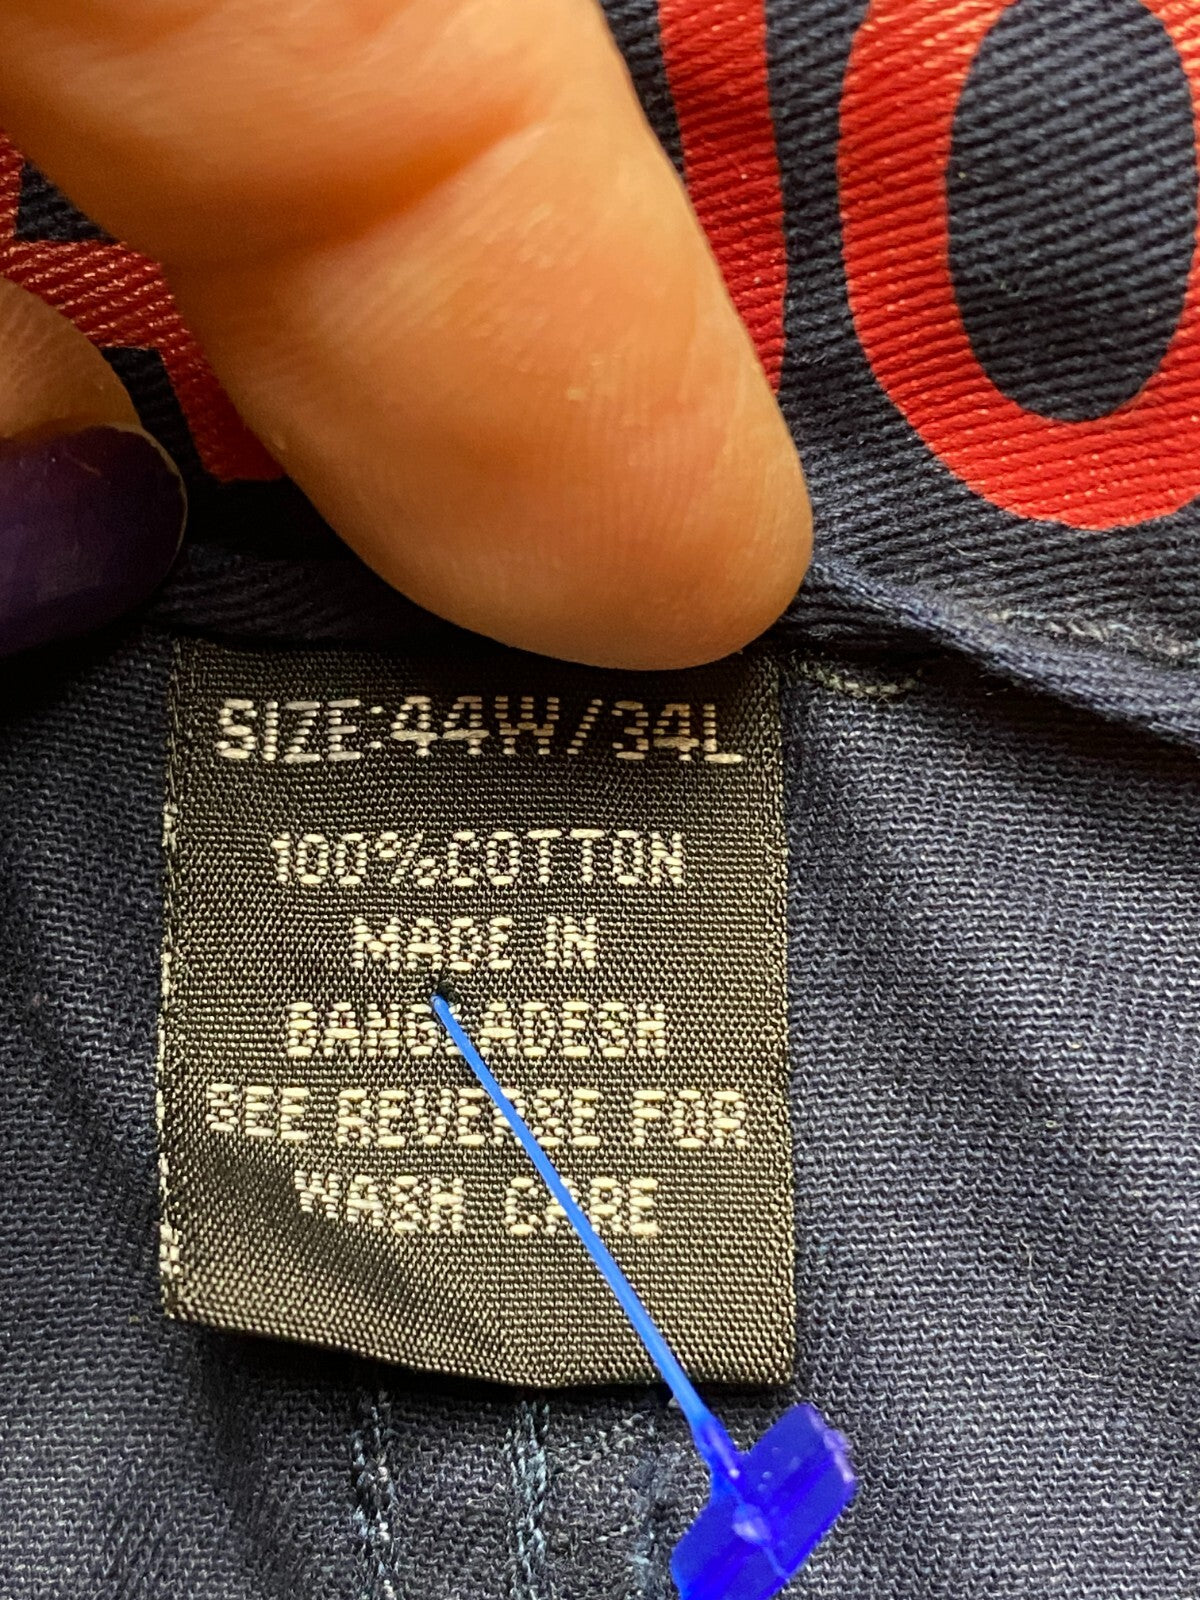 SIZE:44W/34L
100%COTTON
MADE IN
BANGLADESH
SEE REVERSE FOR
WASH CARE